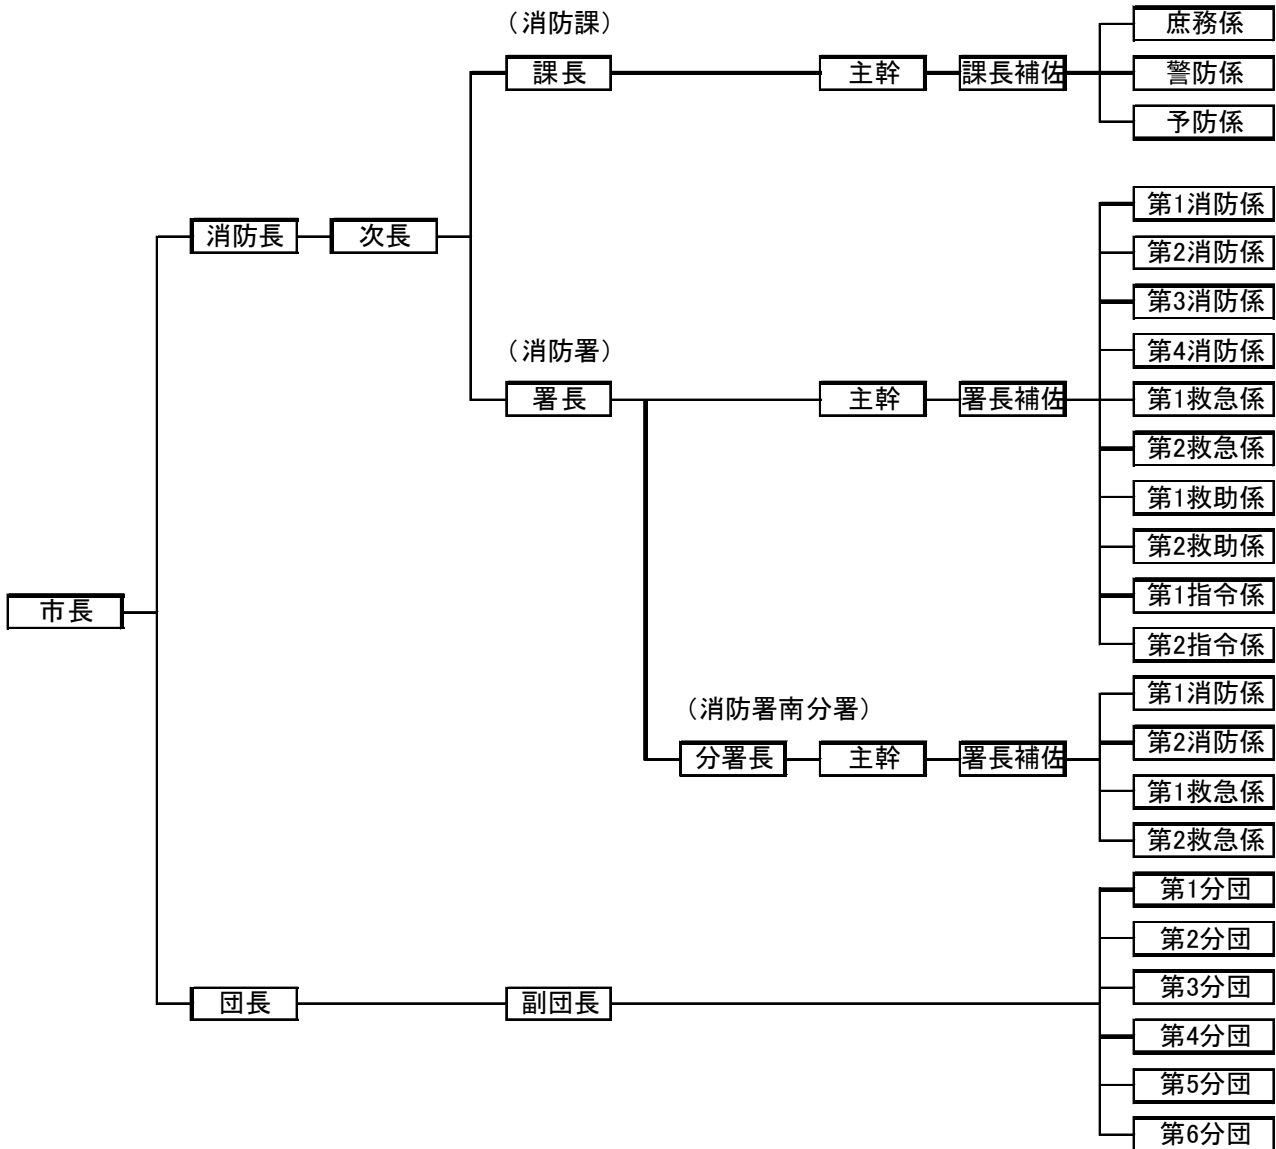 （消防課）
庶務係
課長
主幹
課長補佐
警防係
予防係
第1消防係
消防長
次長
第2消防係
第3消防係
（消防署）
第4消防係
署長
主幹
署長補佐
第1救急係
第2救急係
第1救助係
第2救助係
市長
第1指令係
第2指令係
第1消防係
（消防署南分署）
分署長
主幹
署長補佐
第2消防係
第1救急係
第2救急係
第1分団
第2分団
団長
副団長
第3分団
第4分団
第5分団
第6分団